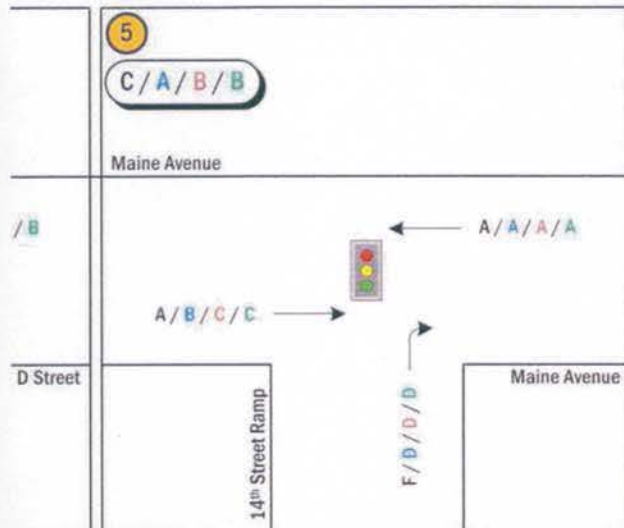 5
C / A / B / B
Maine Avenue
/ B
A / A / A / A
A / B / C / C
D Street
14th Street Ramp
F / D / D / D
Maine Avenue